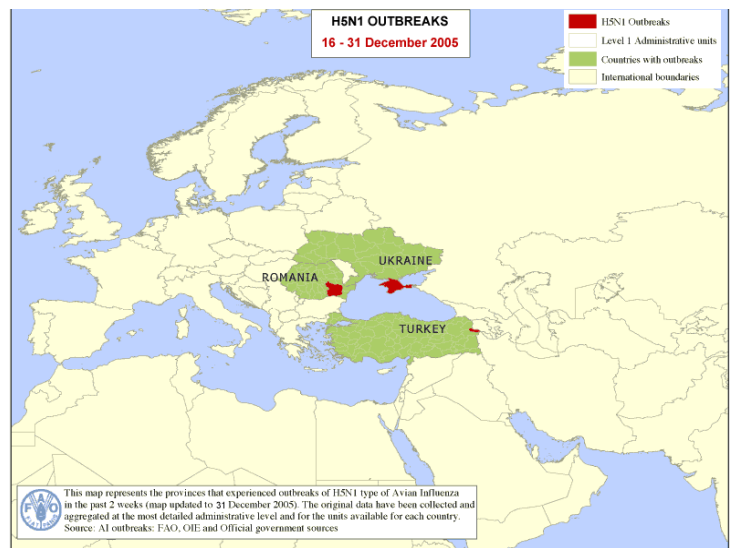 H5N1 OUTBREAKS
16 - 31 December 2005
H5N1 Outbreaks
Level 1 Administrative units
Countries with outbreaks
International boundaries
UKRAINE
ROMANIA
TURKEY
This map represents the provinces that experienced outbreaks of H5N1 type of Avian Influenza
in the past 2 weeks (map updated to 31 December 2005). The original data have been collected and
aggregated at the most detailed administrative level and for the units available for each country.
Source: AI outbreaks: FAO, OIE and Official government sources
F A O
FIAT PANIS